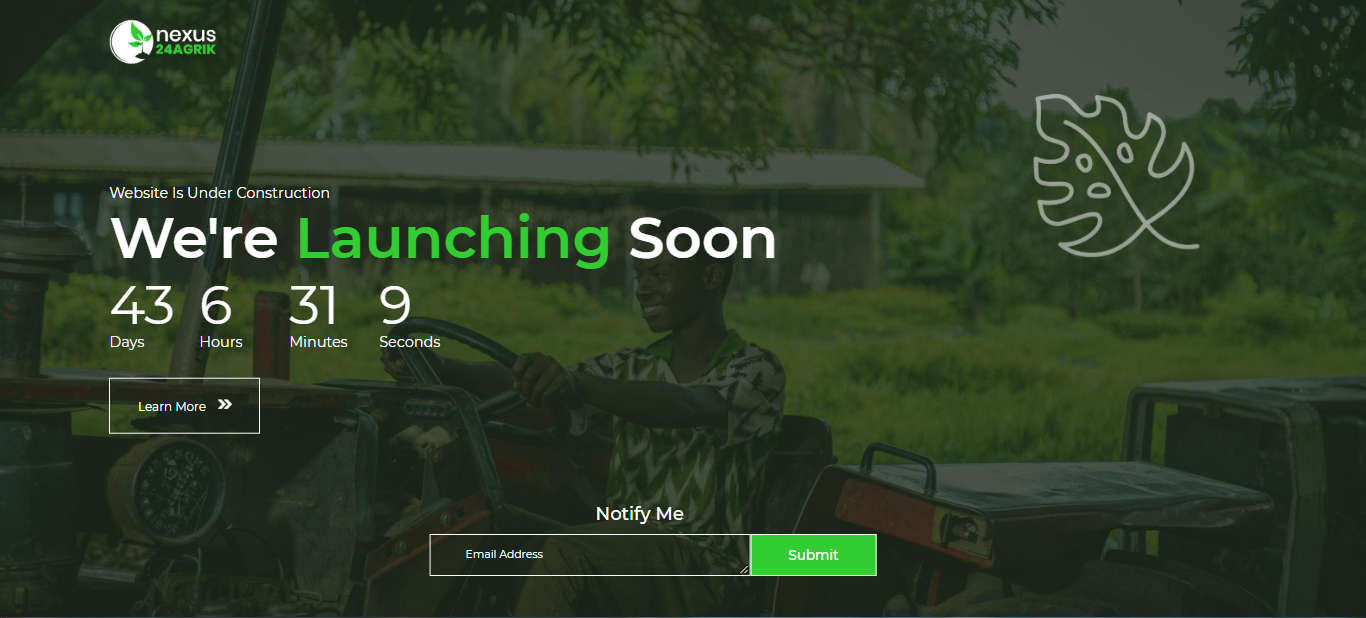 nexus
24AGRIK
Website Is Under Construction
We're Launching Soon
43 6 31 9
Days Hours Minutes Seconds
Learn More »
Notify Me
Email Address Submit